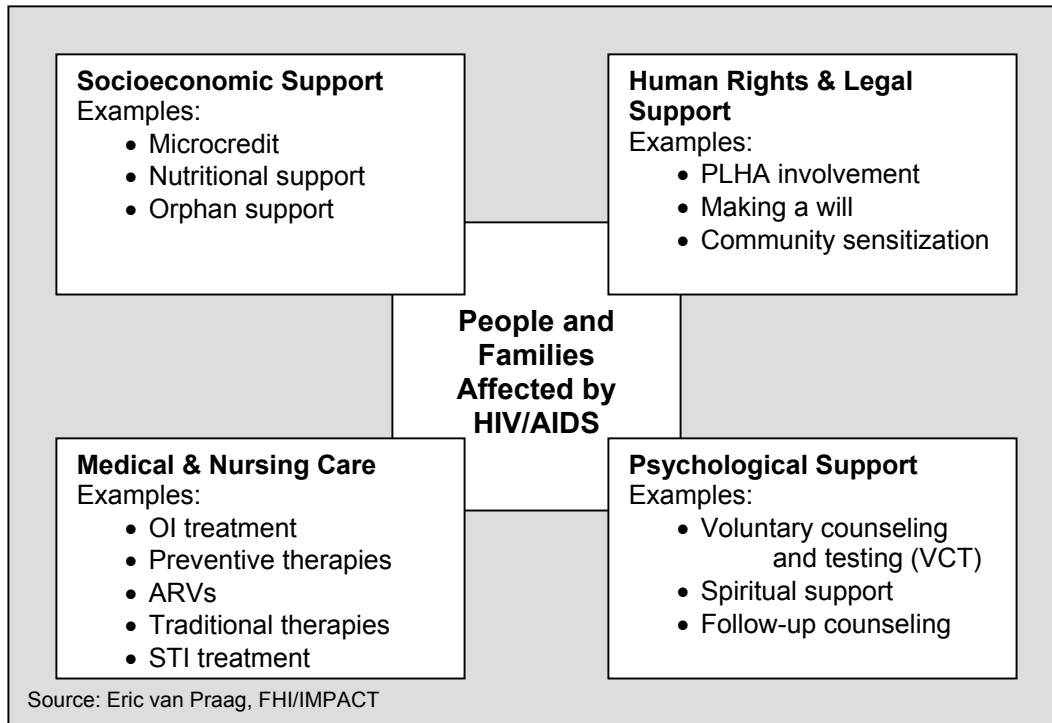 Socioeconomic Support
Examples:
• Microcredit
• Nutritional support
• Orphan support
Human Rights & Legal
Support
Examples:
• PLHA involvement
• Making a will
• Community sensitization
People and
Families
Affected by
HIV/AIDS
Medical & Nursing Care
Examples:
• OI treatment
• Preventive therapies
• ARVs
• Traditional therapies
• STI treatment
Psychological Support
Examples:
• Voluntary counseling
and testing (VCT)
• Spiritual support
• Follow-up counseling
Source: Eric van Praag, FHI/IMPACT